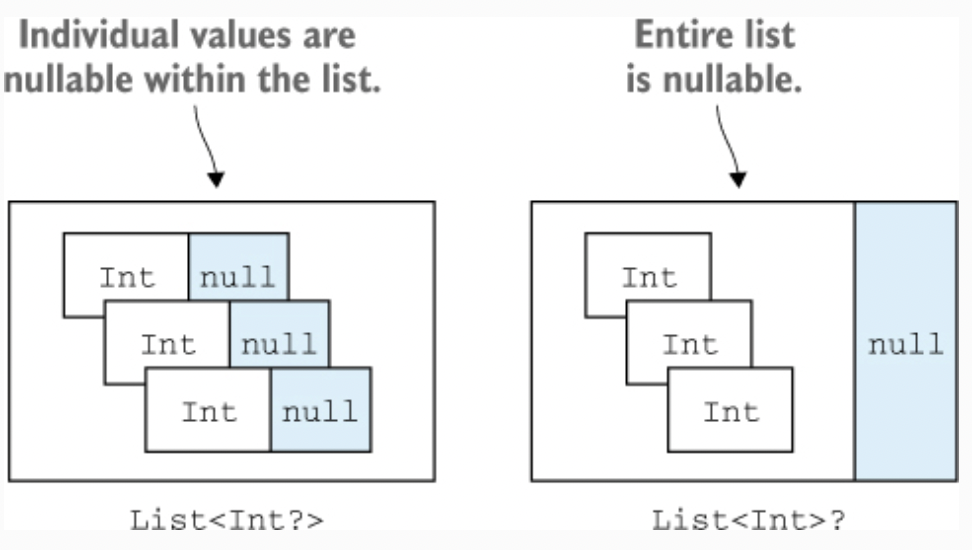 Individual values are
nullable within the list.
Int null
Int null
Int null
List<Int?>
Entire list
is nullable.
Int
Int
Int
null
List<Int>?